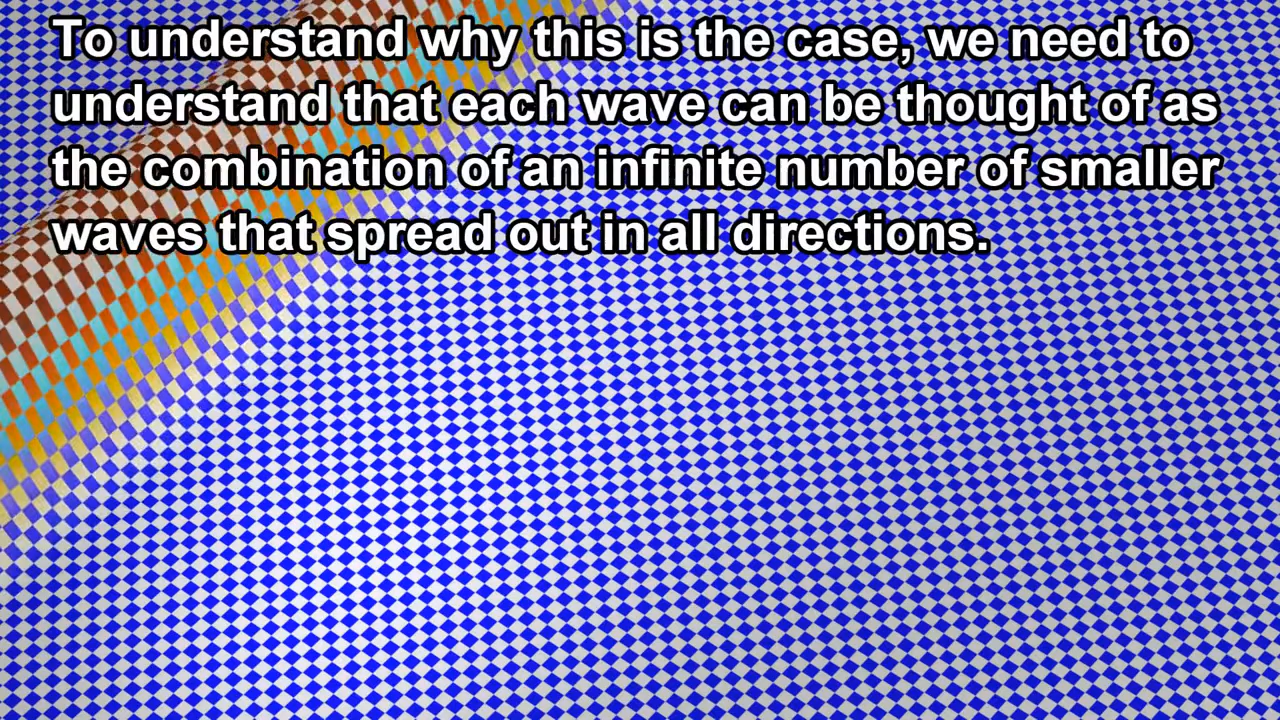 To understand why this is the case, we need to
understand that each wave can be thought of as
the combination of an infinite number of smaller
waves that spread out in all directions.